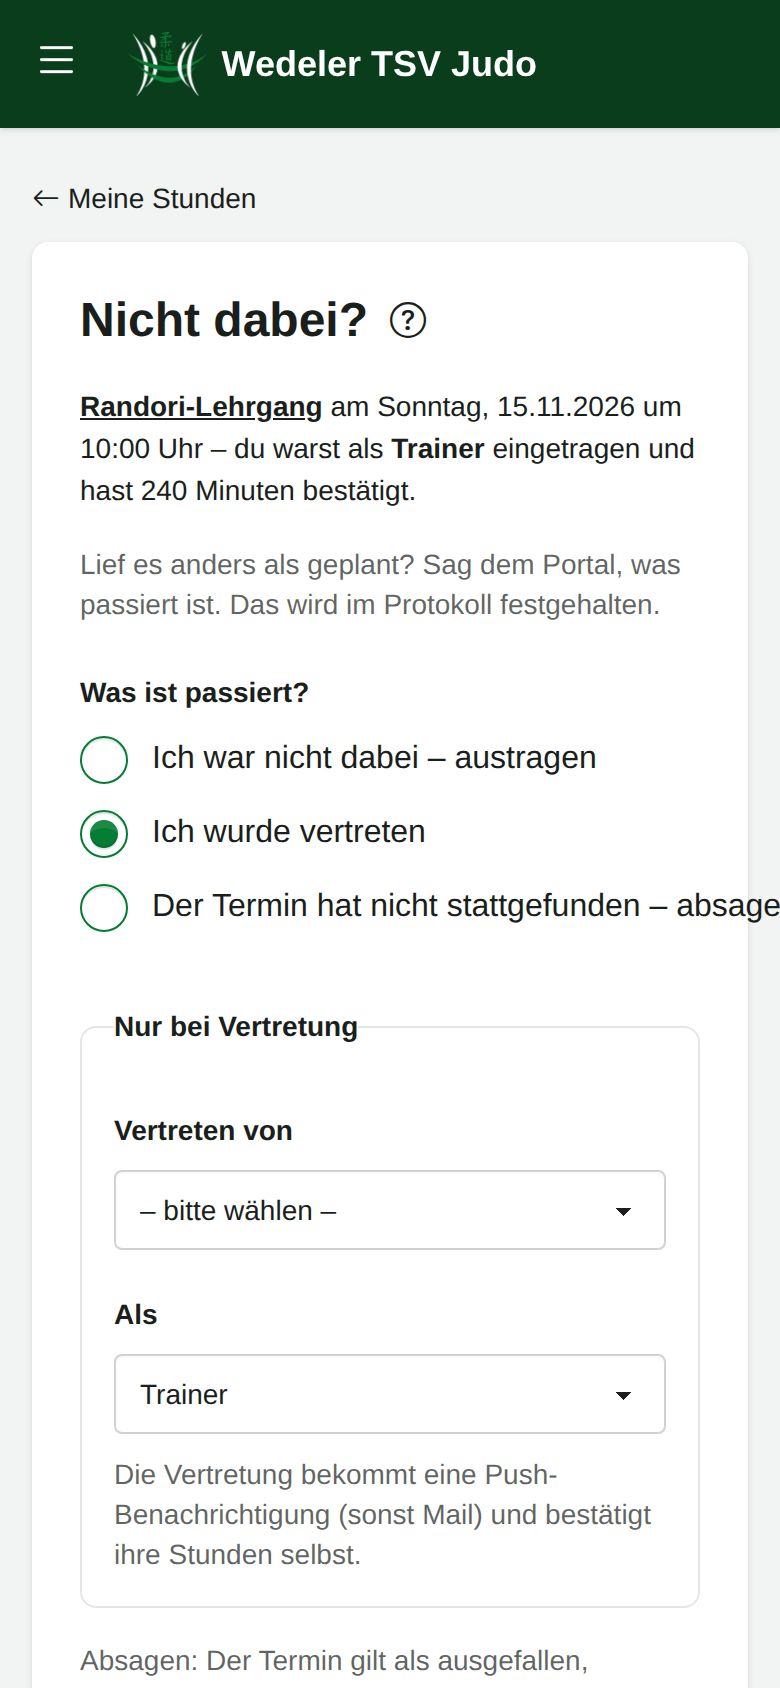 柔道
Wedeler TSV Judo
← Meine Stunden
Nicht dabei? ?
Randori-Lehrgang am Sonntag, 15.11.2026 um
10:00 Uhr – du warst als Trainer eingetragen und
hast 240 Minuten bestätigt.
Lief es anders als geplant? Sag dem Portal, was
passiert ist. Das wird im Protokoll festgehalten.
Was ist passiert?
Ich war nicht dabei – austragen
Ich wurde vertreten
Der Termin hat nicht stattgefunden – absage
Nur bei Vertretung
Vertreten von
– bitte wählen –
Als
Trainer
Die Vertretung bekommt eine Push-
Benachrichtigung (sonst Mail) und bestätigt
ihre Stunden selbst.
Absagen: Der Termin gilt als ausgefallen,